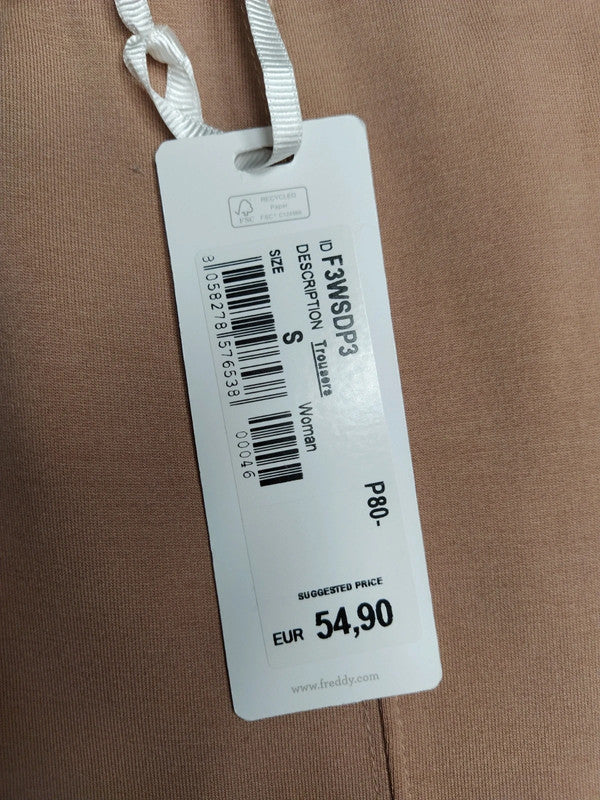 RECYCLED
Paper
FSC
ID F3WSDP3
P80-
DESCRIPTION Trousers
Woman
SIZE
S
00046
SUGGESTED PRICE
EUR 54,90
www.freddy.com